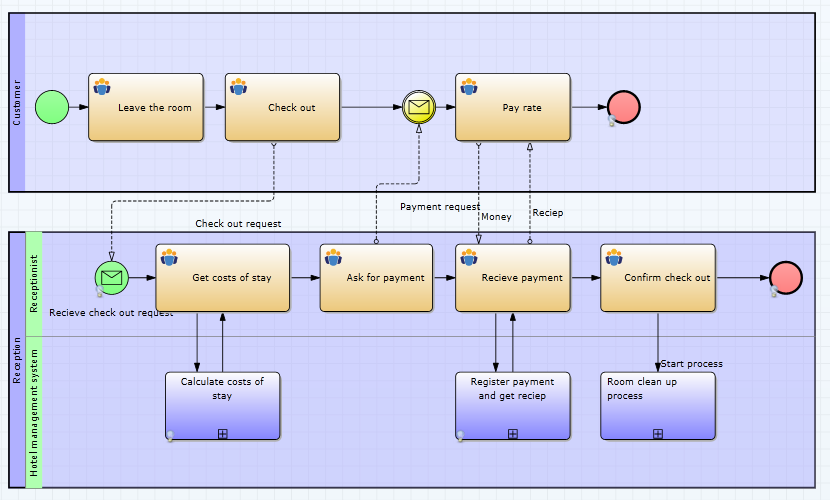 Customer
Leave the room
Check out
Pay rate
Payment request
Money
Reciep
Check out request
Reception
Receptionist
Get costs of stay
Ask for payment
Recieve payment
Confirm check out
Recieve check out request
Hotel management system
Start process
Calculate costs of
stay
Register payment
and get reciep
Room clean up
process